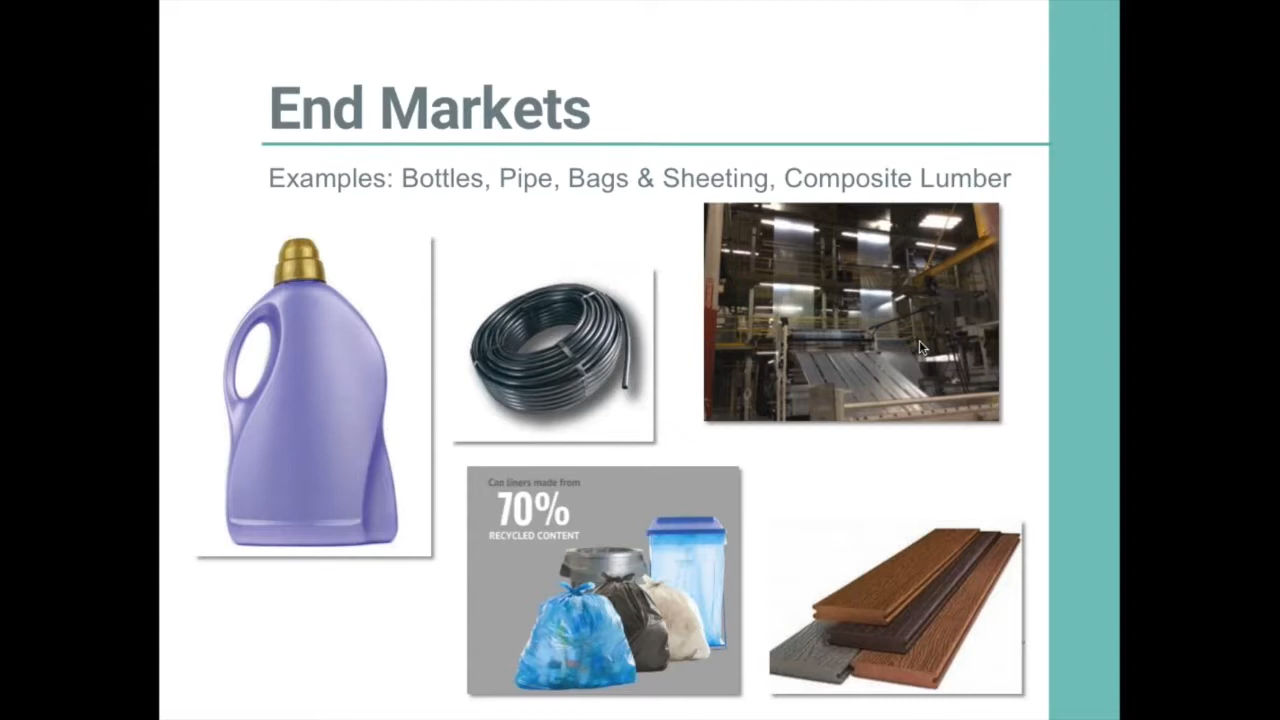 End Markets
Examples: Bottles, Pipe, Bags & Sheeting, Composite Lumber
Can liners made from
70%
RECYCLED CONTENT